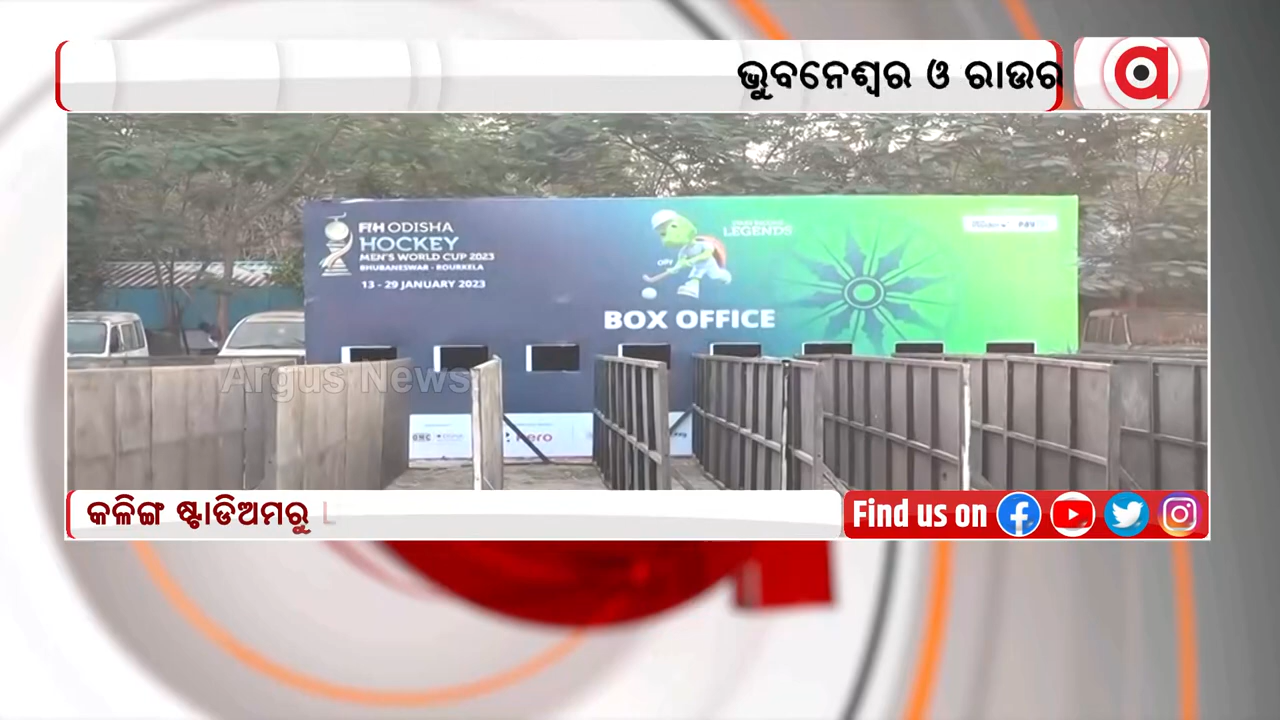 ଭୁବନେଶ୍ୱର ଓ ରାଉର
a
FIH ODISHA
HOCKEY
MEN'S WORLD CUP 2023
BHUBANESWAR - ROURKELA
13 - 29 JANUARY 2023
LEGENDS
BOX OFFICE
Argus News
hero
କଳିଙ୍ଗ ଷ୍ଟାଡିଅମରୁ L
Find us on